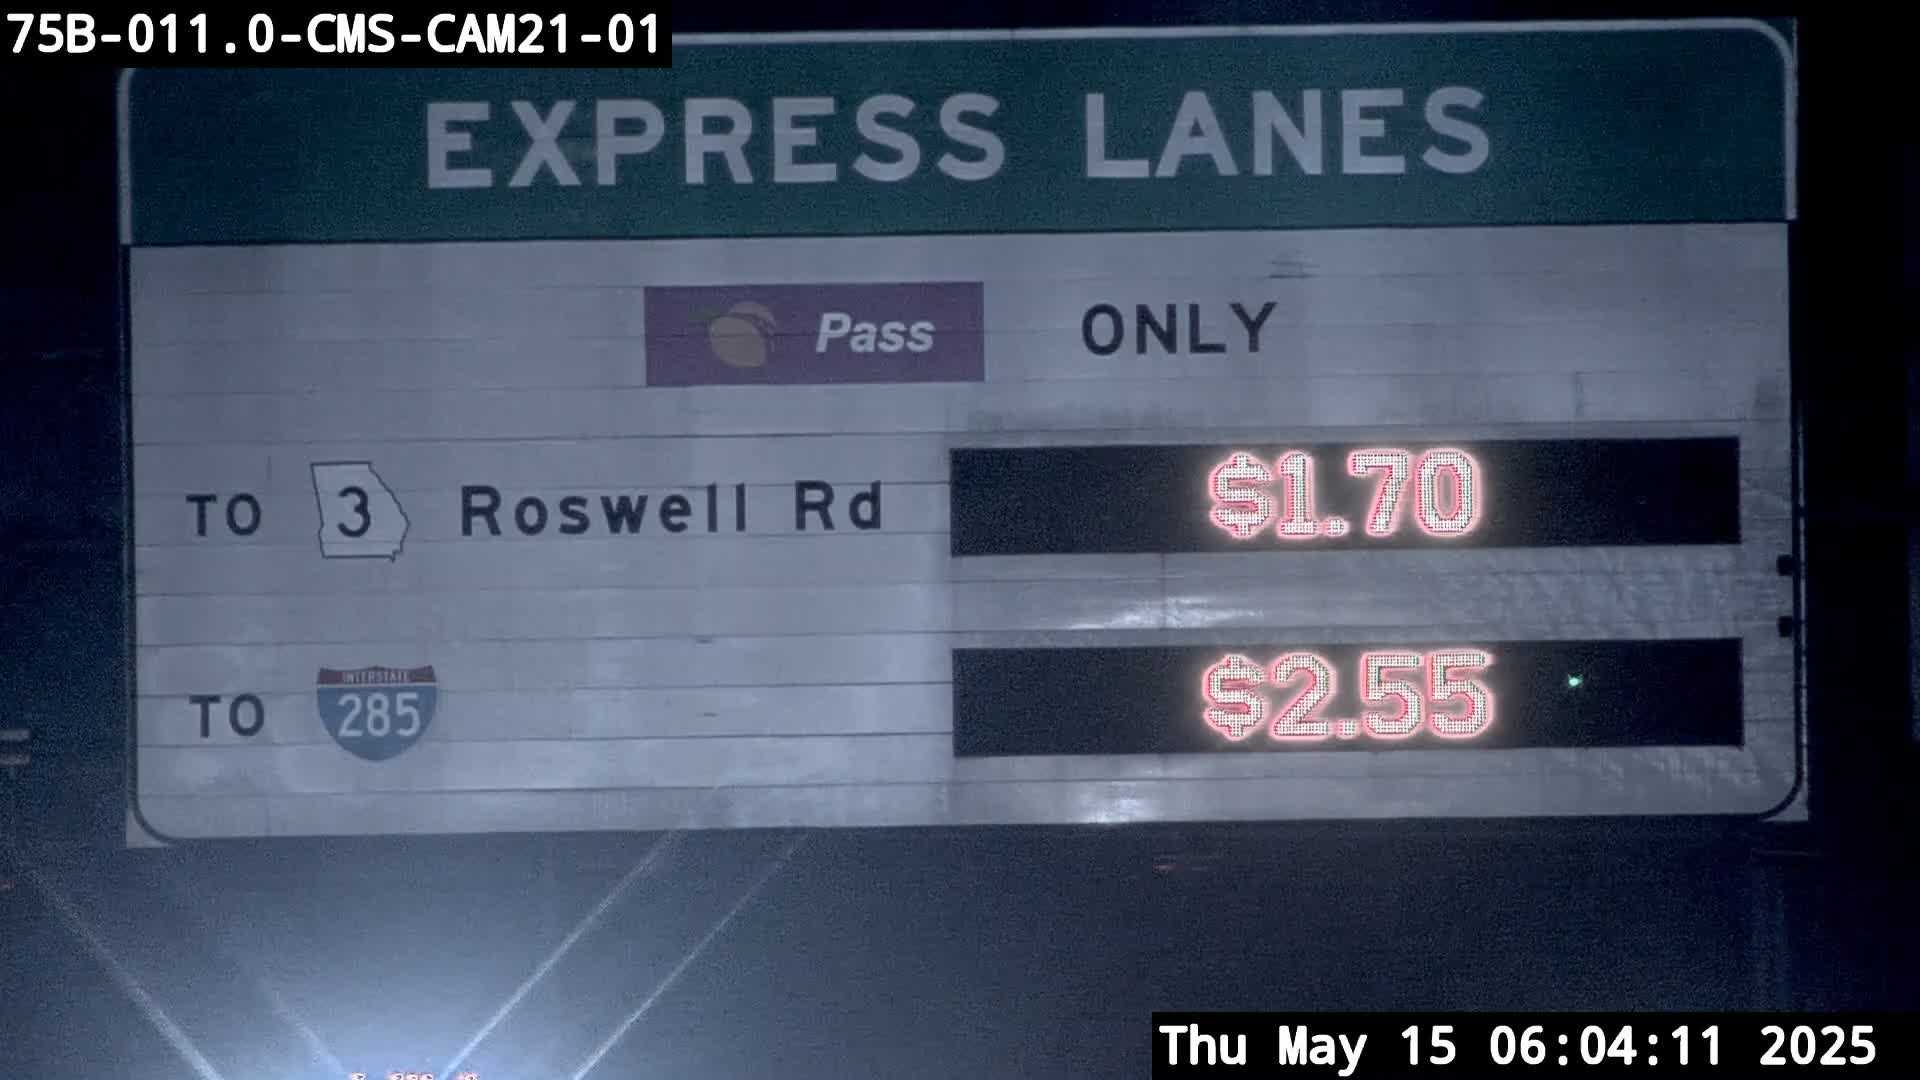 75B-011.0-CMS-CAM21-01
EXPRESS LANES
Pass ONLY
TO 3 Roswell Rd $1.70
TO INTERSTATE 285 $2.55
Thu May 15 06:04:11 2025